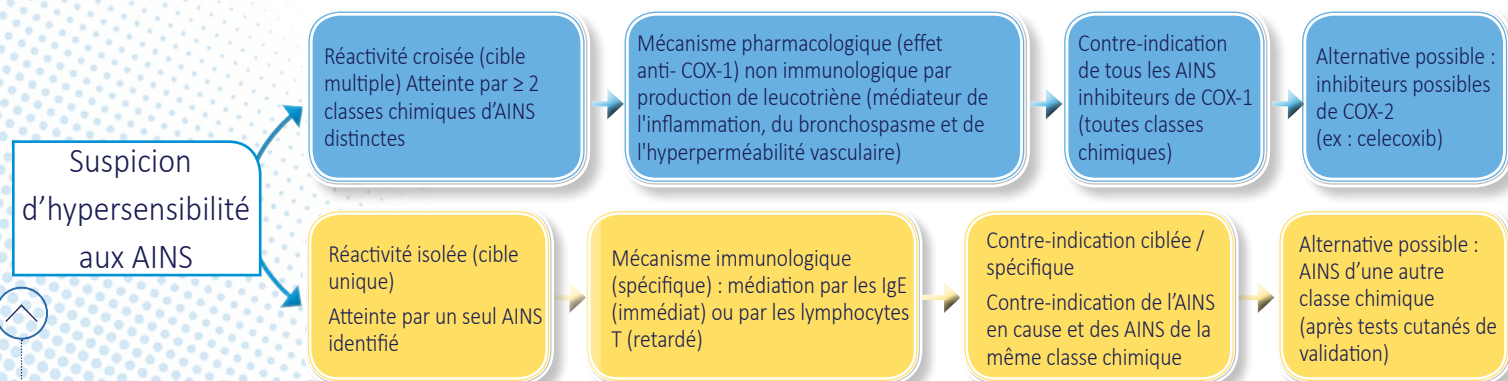 Suspicion
d’hypersensibilité
aux AINS
Réactivité croisée (cible
multiple) Atteinte par ≥ 2
classes chimiques d’AINS
distinctes
Mécanisme pharmacologique (effet
anti- COX-1) non immunologique par
production de leucotriène (médiateur de
l'inflammation, du bronchospasme et de
l'hyperperméabilité vasculaire)
Contre-indication
de tous les AINS
inhibiteurs de COX-1
(toutes classes
chimiques)
Alternative possible :
inhibiteurs possibles
de COX-2
(ex : celecoxib)
Réactivité isolée (cible
unique)
Atteinte par un seul AINS
identifié
Mécanisme immunologique
(spécifique) : médiation par les IgE
(immédiat) ou par les lymphocytes
T (retardé)
Contre-indication ciblée /
spécifique
Contre-indication de l’AINS
en cause et des AINS de la
même classe chimique
Alternative possible :
AINS d’une autre
classe chimique
(après tests cutanés de
validation)